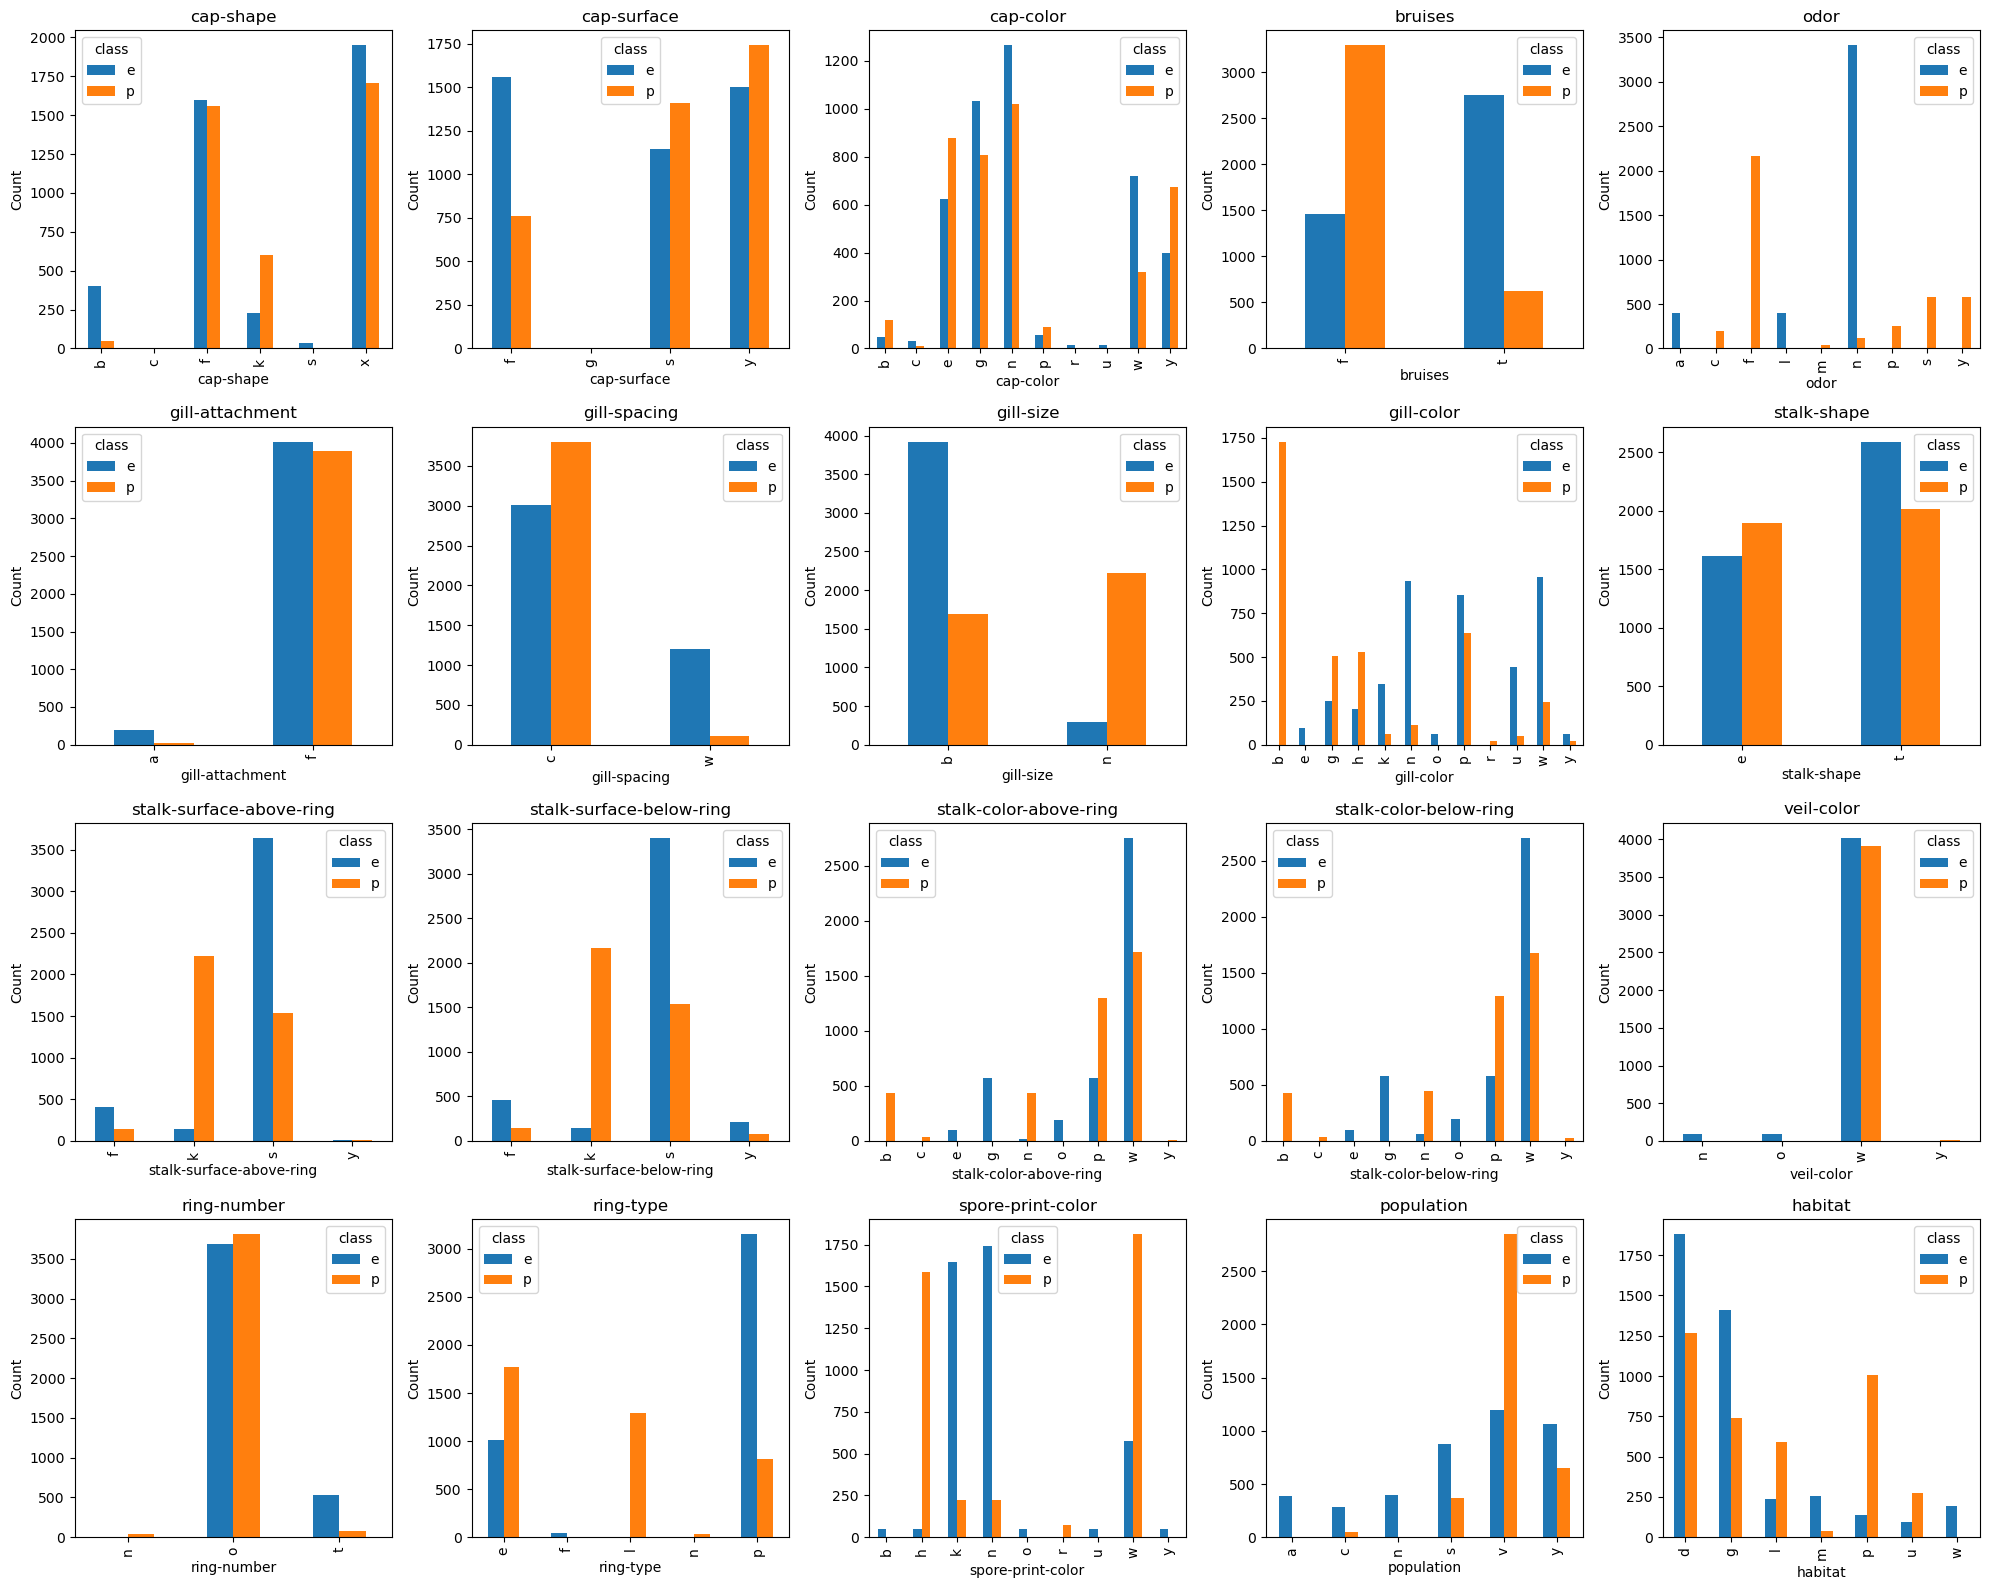 cap-shape
Count
2000
1750
1500
1250
1000
750
500
250
0
class
e
p
b c f k s x
cap-shape
cap-surface
Count
1750
1500
1250
1000
750
500
250
0
class
e
p
f g s y
cap-surface
cap-color
Count
1200
1000
800
600
400
200
0
class
e
p
b c e g n p r u w y
cap-color
bruises
Count
3000
2500
2000
1500
1000
500
0
class
e
p
f t
bruises
odor
Count
3500
3000
2500
2000
1500
1000
500
0
class
e
p
a c f l m n p s y
odor
gill-attachment
Count
4000
3500
3000
2500
2000
1500
1000
500
0
class
e
p
a f
gill-attachment
gill-spacing
Count
3500
3000
2500
2000
1500
1000
500
0
class
e
p
c w
gill-spacing
gill-size
Count
4000
3500
3000
2500
2000
1500
1000
500
0
class
e
p
b n
gill-size
gill-color
Count
1750
1500
1250
1000
750
500
250
0
class
e
p
b e g h k n o p r u w y
gill-color
stalk-shape
Count
2500
2000
1500
1000
500
0
class
e
p
e t
stalk-shape
stalk-surface-above-ring
Count
3500
3000
2500
2000
1500
1000
500
0
class
e
p
f k s y
stalk-surface-above-ring
stalk-surface-below-ring
Count
3500
3000
2500
2000
1500
1000
500
0
class
e
p
f k s y
stalk-surface-below-ring
stalk-color-above-ring
Count
2500
2000
1500
1000
500
0
class
e
p
b c e g n o p w y
stalk-color-above-ring
stalk-color-below-ring
Count
2500
2000
1500
1000
500
0
class
e
p
b c e g n o p w y
stalk-color-below-ring
veil-color
Count
4000
3500
3000
2500
2000
1500
1000
500
0
class
e
p
n o w y
veil-color
ring-number
Count
3500
3000
2500
2000
1500
1000
500
0
class
e
p
n o t
ring-number
ring-type
Count
3000
2500
2000
1500
1000
500
0
class
e
p
e f l n p
ring-type
spore-print-color
Count
1750
1500
1250
1000
750
500
250
0
class
e
p
b h k n o r u w y
spore-print-color
population
Count
2500
2000
1500
1000
500
0
class
e
p
a c n s v y
population
habitat
Count
1750
1500
1250
1000
750
500
250
0
class
e
p
d g l m p u w
habitat